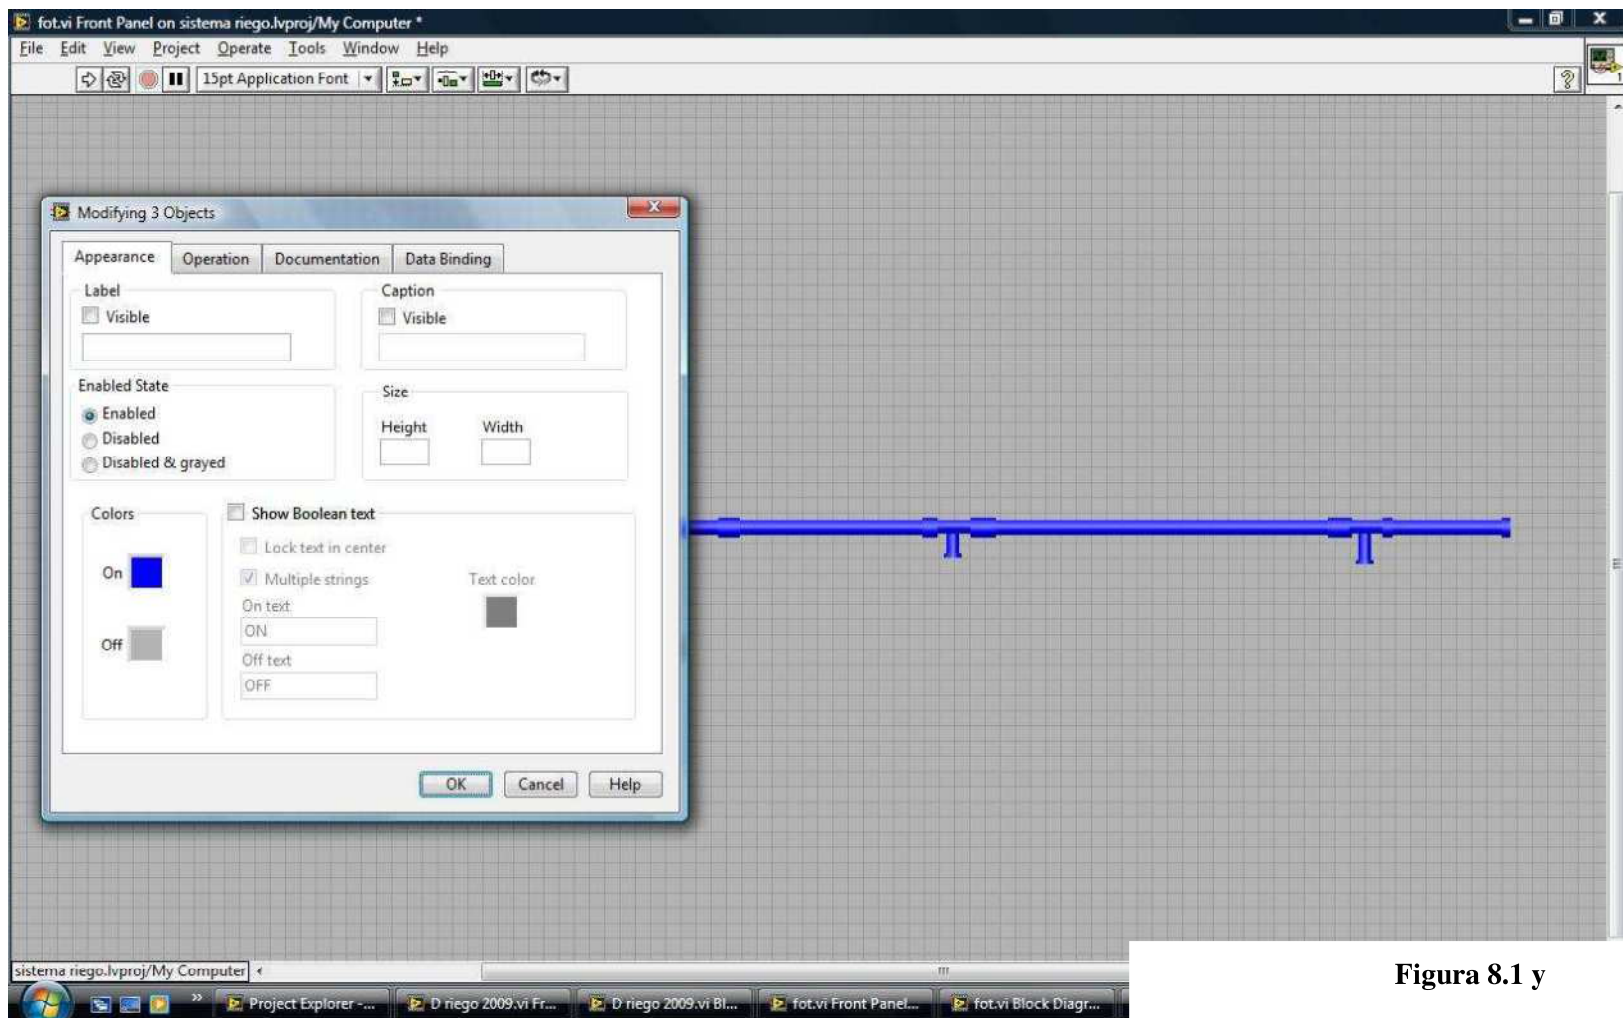 fot.vi Front Panel on sistema riego.lvproj/My Computer *
File Edit View Project Operate Tools Window Help
15pt Application Font
?
1
Modifying 3 Objects
Appearance Operation Documentation Data Binding
Label
Visible
Caption
Visible
Enabled State
Enabled
Disabled
Disabled & grayed
Size
Height Width
Colors
On
Off
Show Boolean text
Lock text in center
Multiple strings
On text
ON
Off text
OFF
Text color
OK Cancel Help
sistema riego.lvproj/My Computer
Project Explorer -... D riego 2009.vi Fr... D riego 2009.vi Bl... fot.vi Front Panel... fot.vi Block Diagr...
Figura 8.1 y